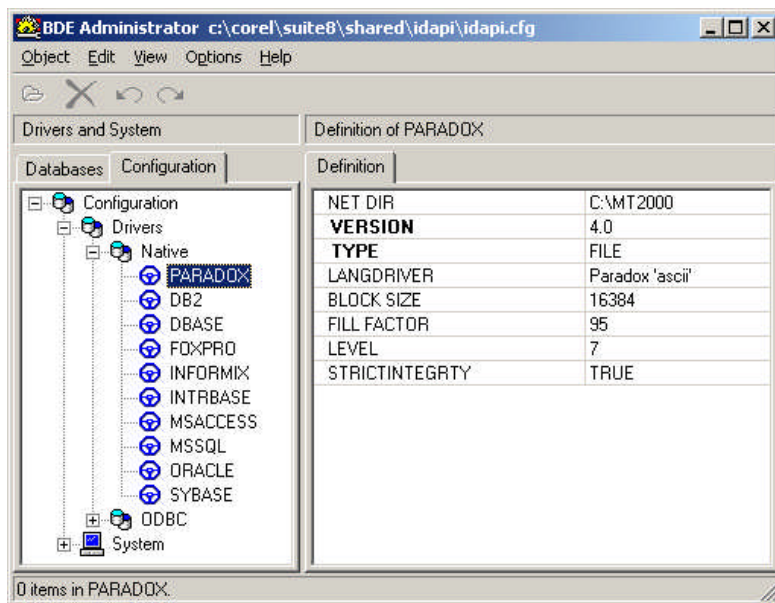 BDE Administrator c:\corel\suite8\shared\idapi\idapi.cfg
Object Edit View Options Help
Drivers and System
Definition of PARADOX
Databases Configuration
Definition
Configuration
Drivers
Native
PARADOX
DB2
DBASE
FOXPRO
INFORMIX
INTRBASE
MSACCESS
MSSQL
ORACLE
SYBASE
ODBC
System
NET DIR C:\MT2000
VERSION 4.0
TYPE FILE
LANGDRIVER Paradox 'ascii'
BLOCK SIZE 16384
FILL FACTOR 95
LEVEL 7
STRICTINTEGRTY TRUE
0 items in PARADOX.